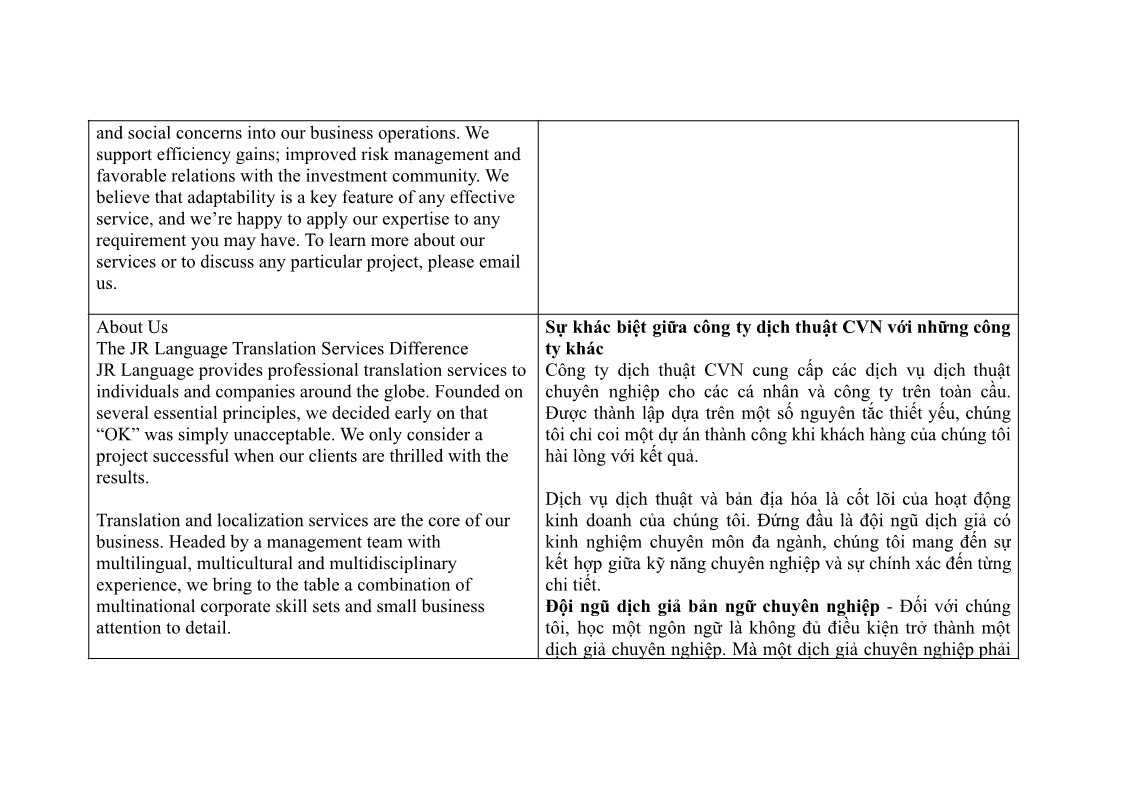 and social concerns into our business operations. We
support efficiency gains; improved risk management and
favorable relations with the investment community. We
believe that adaptability is a key feature of any effective
service, and we’re happy to apply our expertise to any
requirement you may have. To learn more about our
services or to discuss any particular project, please email
us.
About Us
The JR Language Translation Services Difference
JR Language provides professional translation services to
individuals and companies around the globe. Founded on
several essential principles, we decided early on that
“OK” was simply unacceptable. We only consider a
project successful when our clients are thrilled with the
results.
Translation and localization services are the core of our
business. Headed by a management team with
multilingual, multicultural and multidisciplinary
experience, we bring to the table a combination of
multinational corporate skill sets and small business
attention to detail.
Sự khác biệt giữa công ty dịch thuật CVN với những công
ty khác
Công ty dịch thuật CVN cung cấp các dịch vụ dịch thuật
chuyên nghiệp cho các cá nhân và công ty trên toàn cầu.
Được thành lập dựa trên một số nguyên tắc thiết yếu, chúng
tôi chỉ coi một dự án thành công khi khách hàng của chúng tôi
hài lòng với kết quả.
Dịch vụ dịch thuật và bản địa hóa là cốt lõi của hoạt động
kinh doanh của chúng tôi. Đứng đầu là đội ngũ dịch giả có
kinh nghiệm chuyên môn đa ngành, chúng tôi mang đến sự
kết hợp giữa kỹ năng chuyên nghiệp và sự chính xác đến từng
chi tiết.
Đội ngũ dịch giả bản ngữ chuyên nghiệp - Đối với chúng
tôi, học một ngôn ngữ là không đủ điều kiện trở thành một
dịch giả chuyên nghiệp. Mà một dịch giả chuyên nghiệp phải